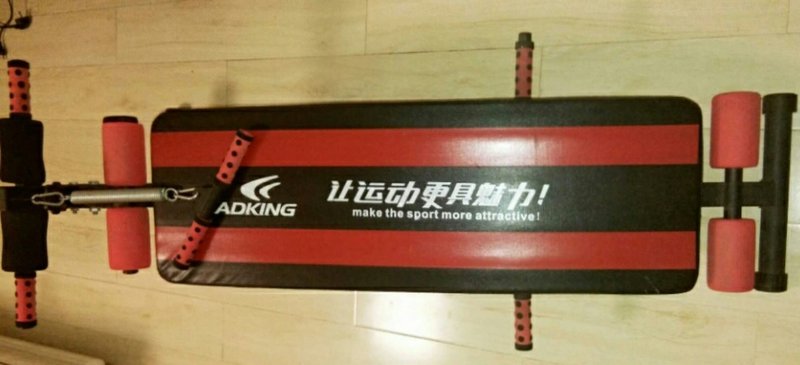 ADKING
让运动更具魅力!
make the sport more attractive!